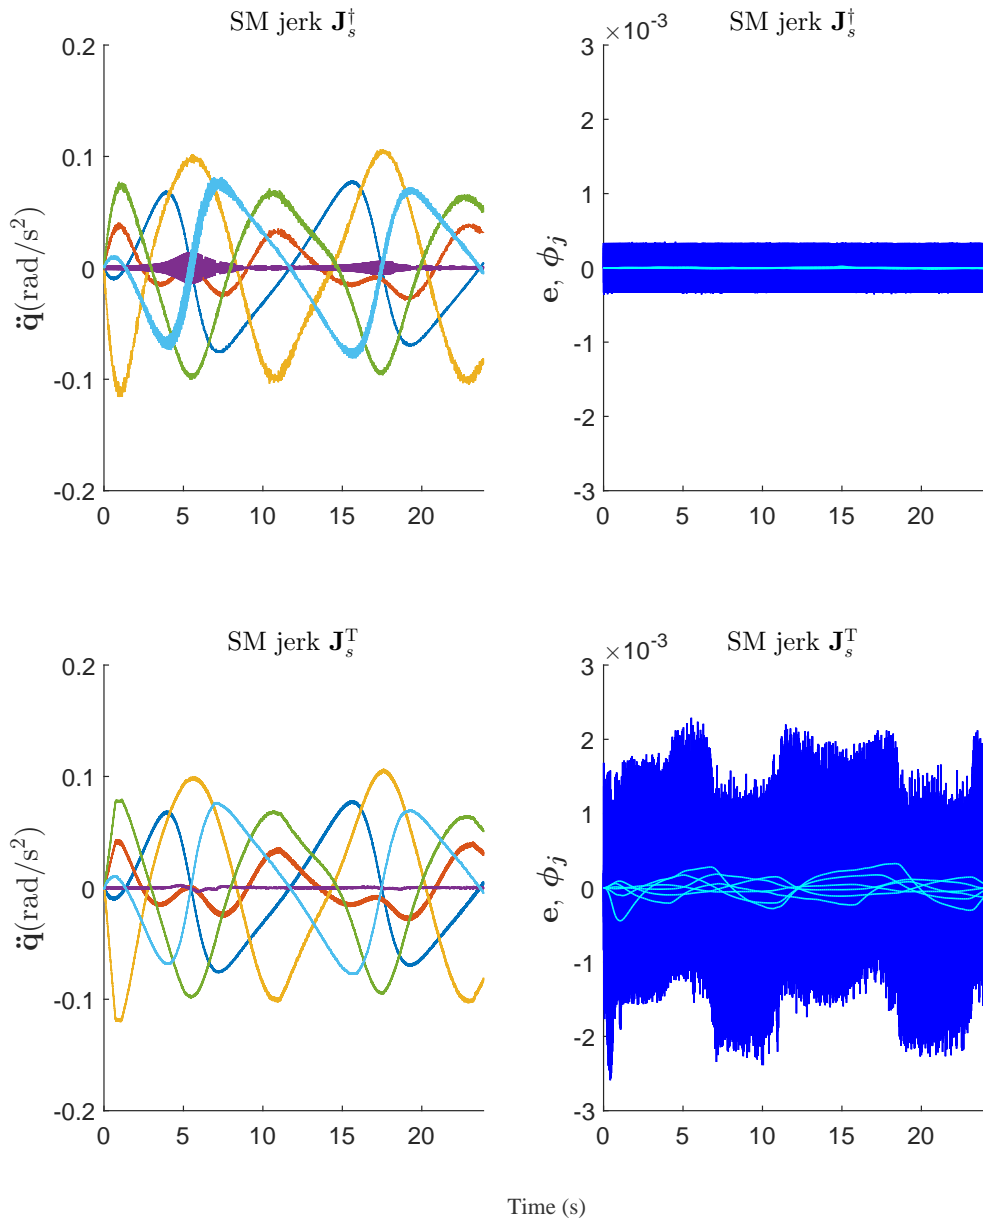 SM jerk J_s^†
0.2
0.1
0
-0.1
-0.2
q̈(rad/s²)
0 5 10 15 20
SM jerk J_s^†
×10⁻³
3
2
1
0
-1
-2
-3
e, ϕ_j
0 5 10 15 20
SM jerk J_s^T
0.2
0.1
0
-0.1
-0.2
q̈(rad/s²)
0 5 10 15 20
SM jerk J_s^T
×10⁻³
3
2
1
0
-1
-2
-3
e, ϕ_j
0 5 10 15 20
Time (s)